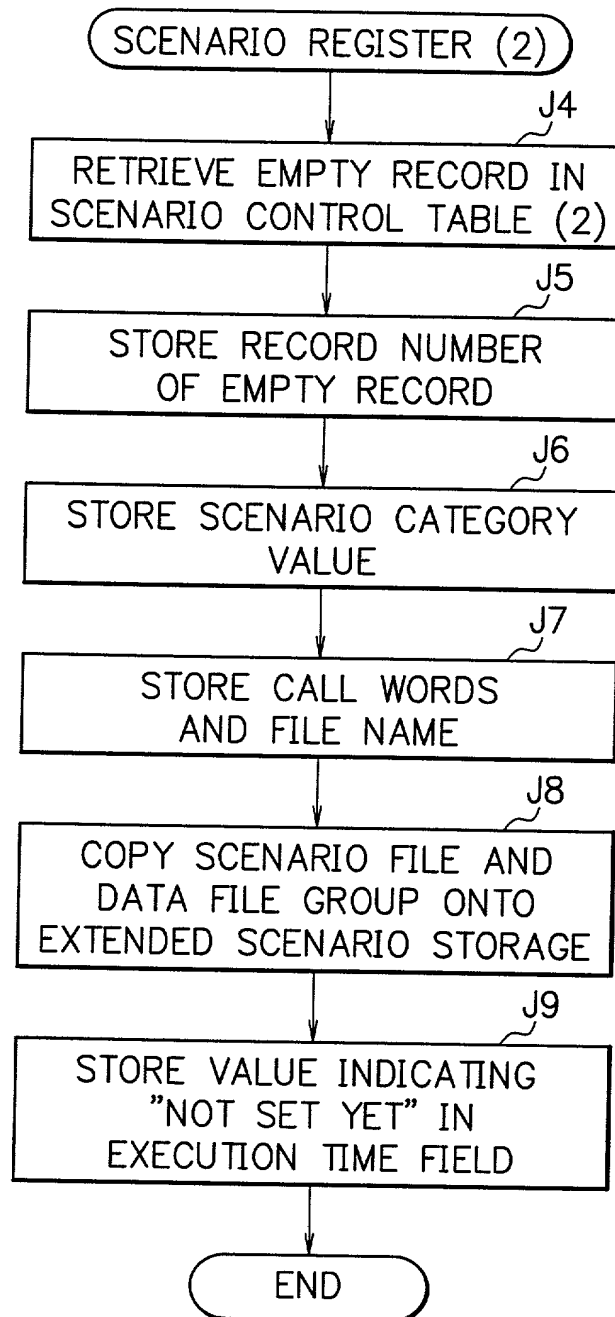 SCENARIO REGISTER (2)
J4
RETRIEVE EMPTY RECORD IN
SCENARIO CONTROL TABLE (2)
J5
STORE RECORD NUMBER
OF EMPTY RECORD
J6
STORE SCENARIO CATEGORY
VALUE
J7
STORE CALL WORDS
AND FILE NAME
J8
COPY SCENARIO FILE AND
DATA FILE GROUP ONTO
EXTENDED SCENARIO STORAGE
J9
STORE VALUE INDICATING
"NOT SET YET" IN
EXECUTION TIME FIELD
END